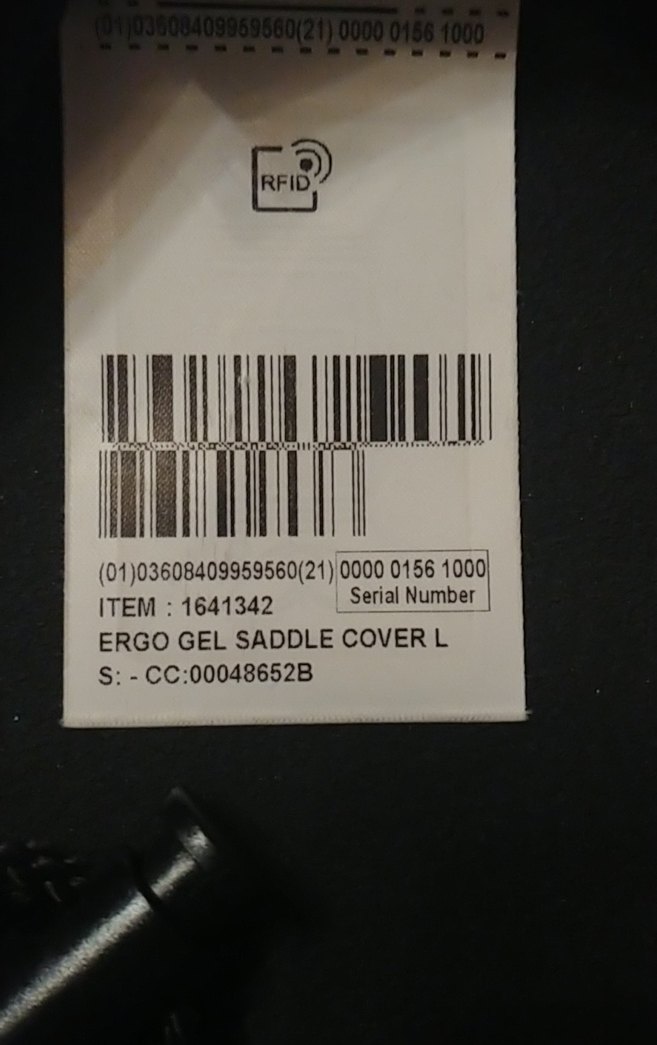 (01)03608409959560(21) 0000 0156 1000
RFID
(01)03608409959560(21) 0000 0156 1000
Serial Number
ITEM : 1641342
ERGO GEL SADDLE COVER L
S: - CC:00048652B